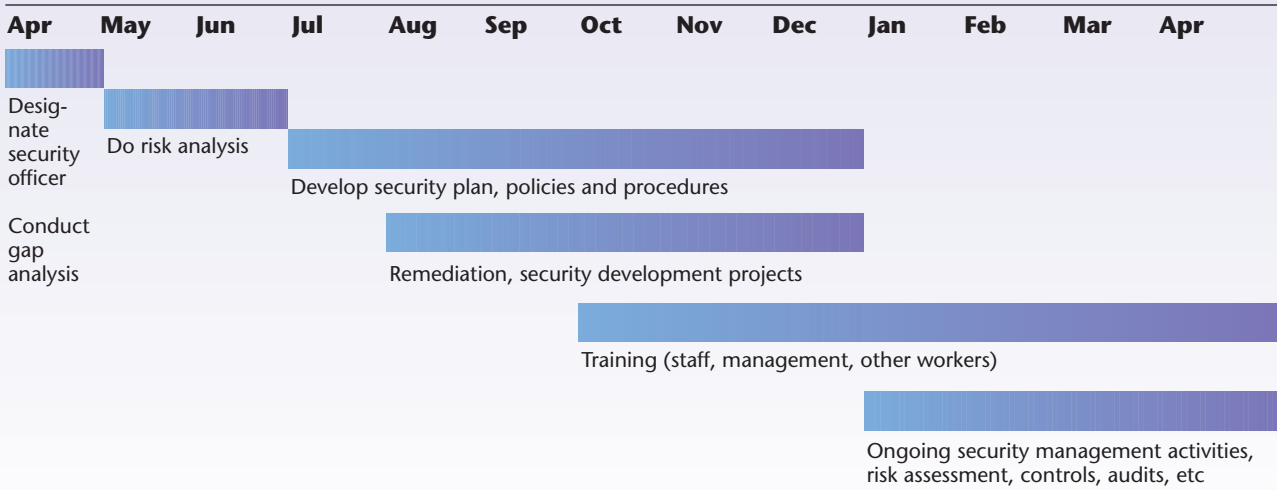 Apr May Jun Jul Aug Sep Oct Nov Dec Jan Feb Mar Apr
Desig-
nate
security
officer
Do risk analysis
Develop security plan, policies and procedures
Conduct
gap
analysis
Remediation, security development projects
Training (staff, management, other workers)
Ongoing security management activities,
risk assessment, controls, audits, etc